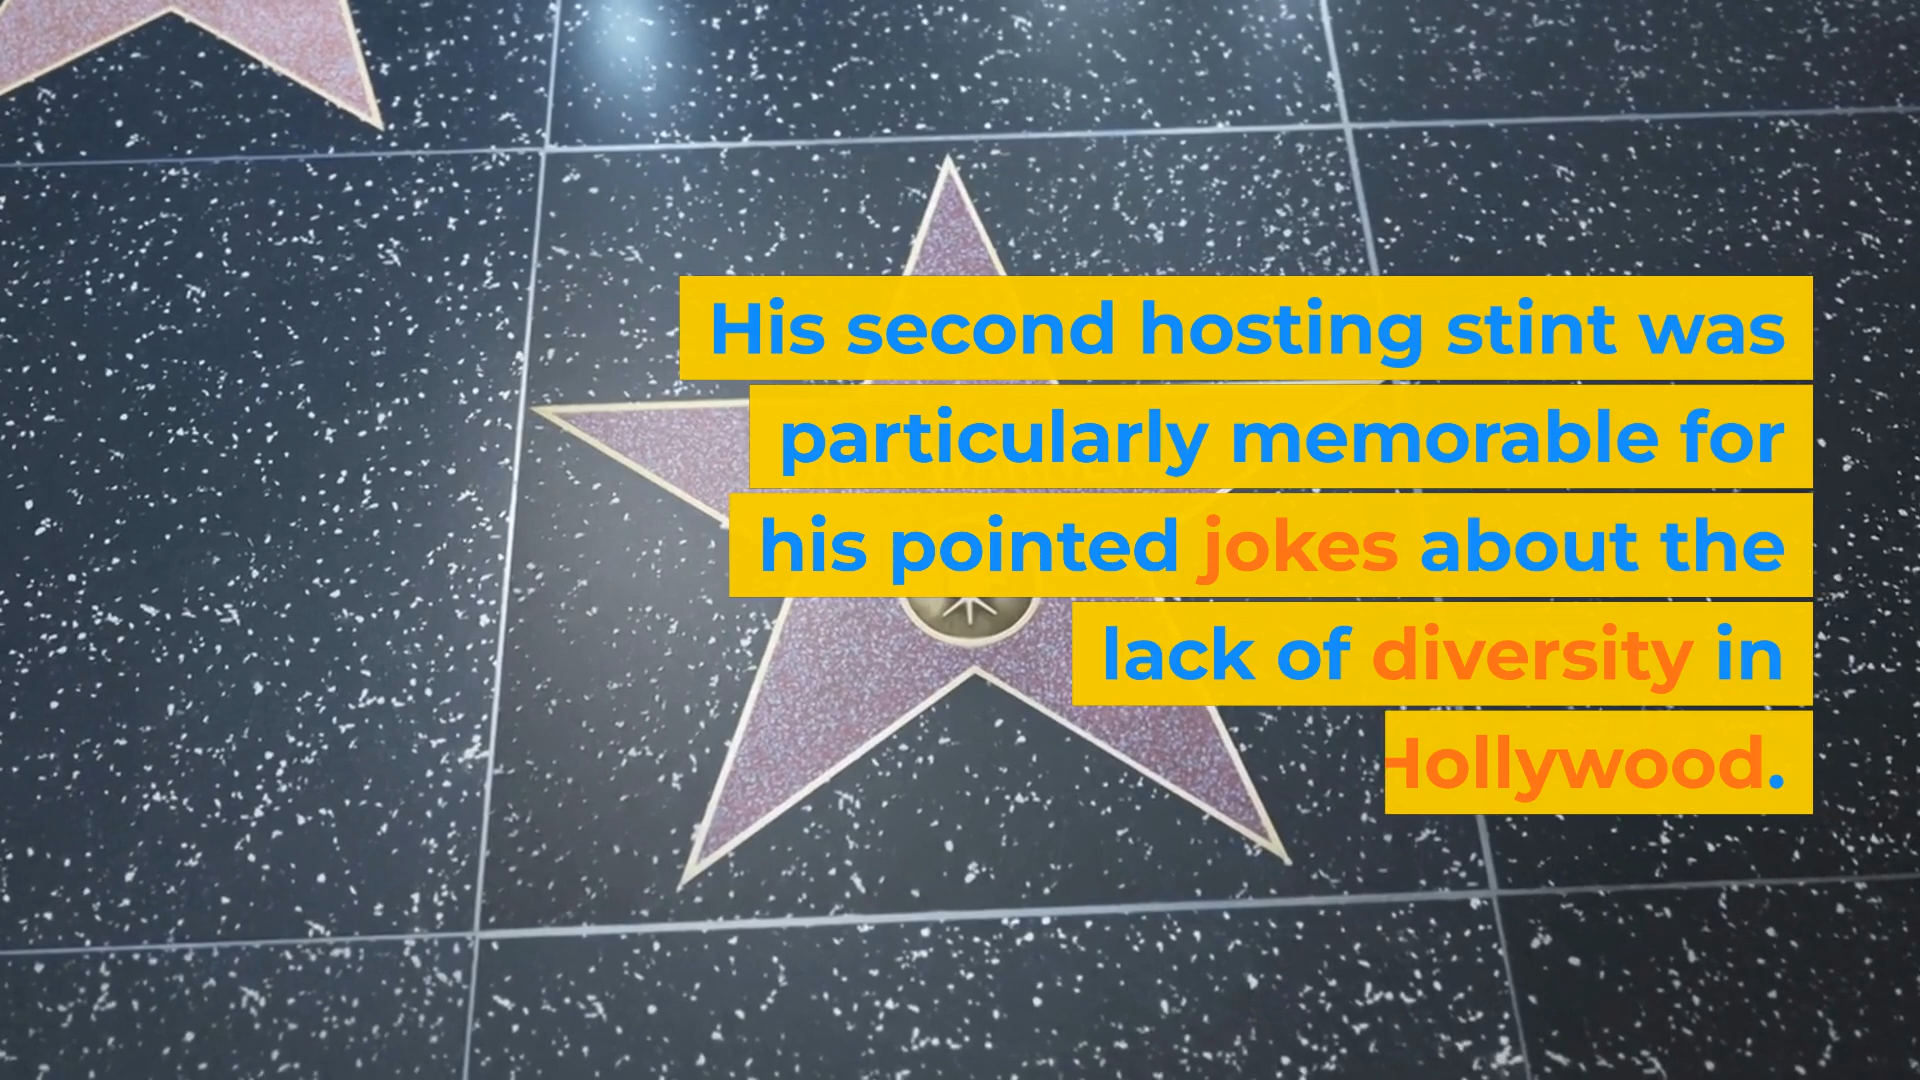 His second hosting stint was
particularly memorable for
his pointed jokes about the
lack of diversity in
Hollywood.